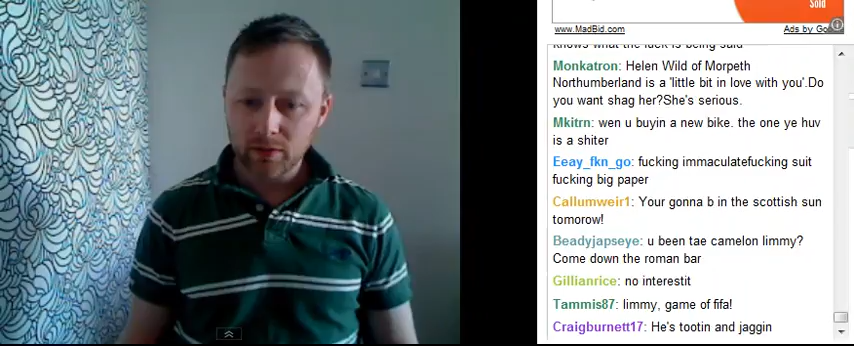 Sold
www.MadBid.com
Ads by Goo
knows what the fuck is being said
Monkatron: Helen Wild of Morpeth
Northumberland is a 'little bit in love with you'.Do
you want shag her?She's serious.
Mkitrn: wen u buyin a new bike. the one ye huv
is a shiter
Eeay_fkn_go: fucking immaculatefucking suit
fucking big paper
Callumweir1: Your gonna b in the scottish sun
tomorow!
Beadyjapseye: u been tae camelon limmy?
Come down the roman bar
Gillianrice: no interestit
Tammis87: limmy, game of fifa!
Craigburnett17: He's tootin and jaggin